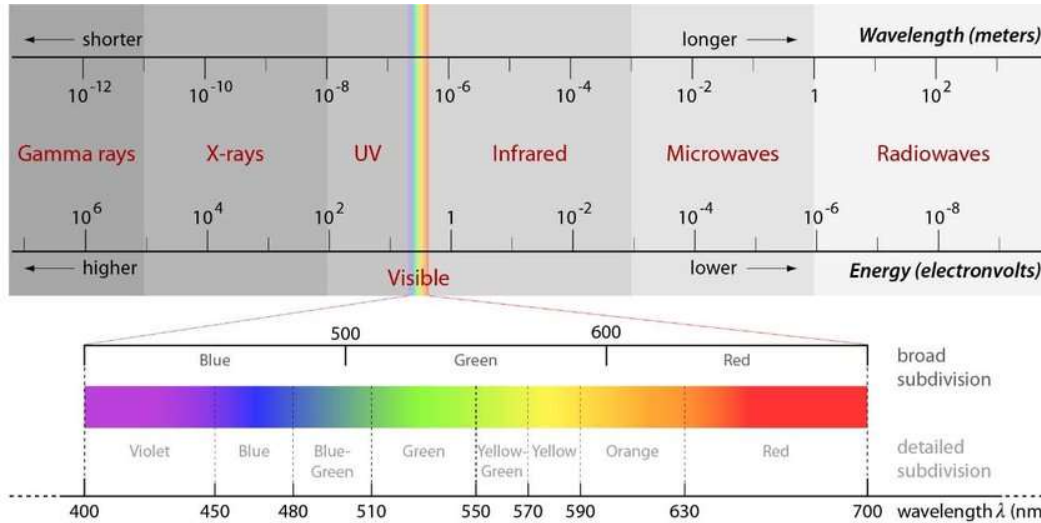 ← shorter longer → Wavelength (meters)
10⁻¹² 10⁻¹⁰ 10⁻⁸ 10⁻⁶ 10⁻⁴ 10⁻² 1 10²
Gamma rays X-rays UV Infrared Microwaves Radiowaves
10⁶ 10⁴ 10² 1 10⁻² 10⁻⁴ 10⁻⁶ 10⁻⁸
← higher lower → Energy (electronvolts)
Visible
500 600
Blue Green Red broad
subdivision
Violet Blue Blue- Green Yellow- Yellow Orange Red detailed
Green Green subdivision
400 450 480 510 550 570 590 630 700 wavelength λ (nm